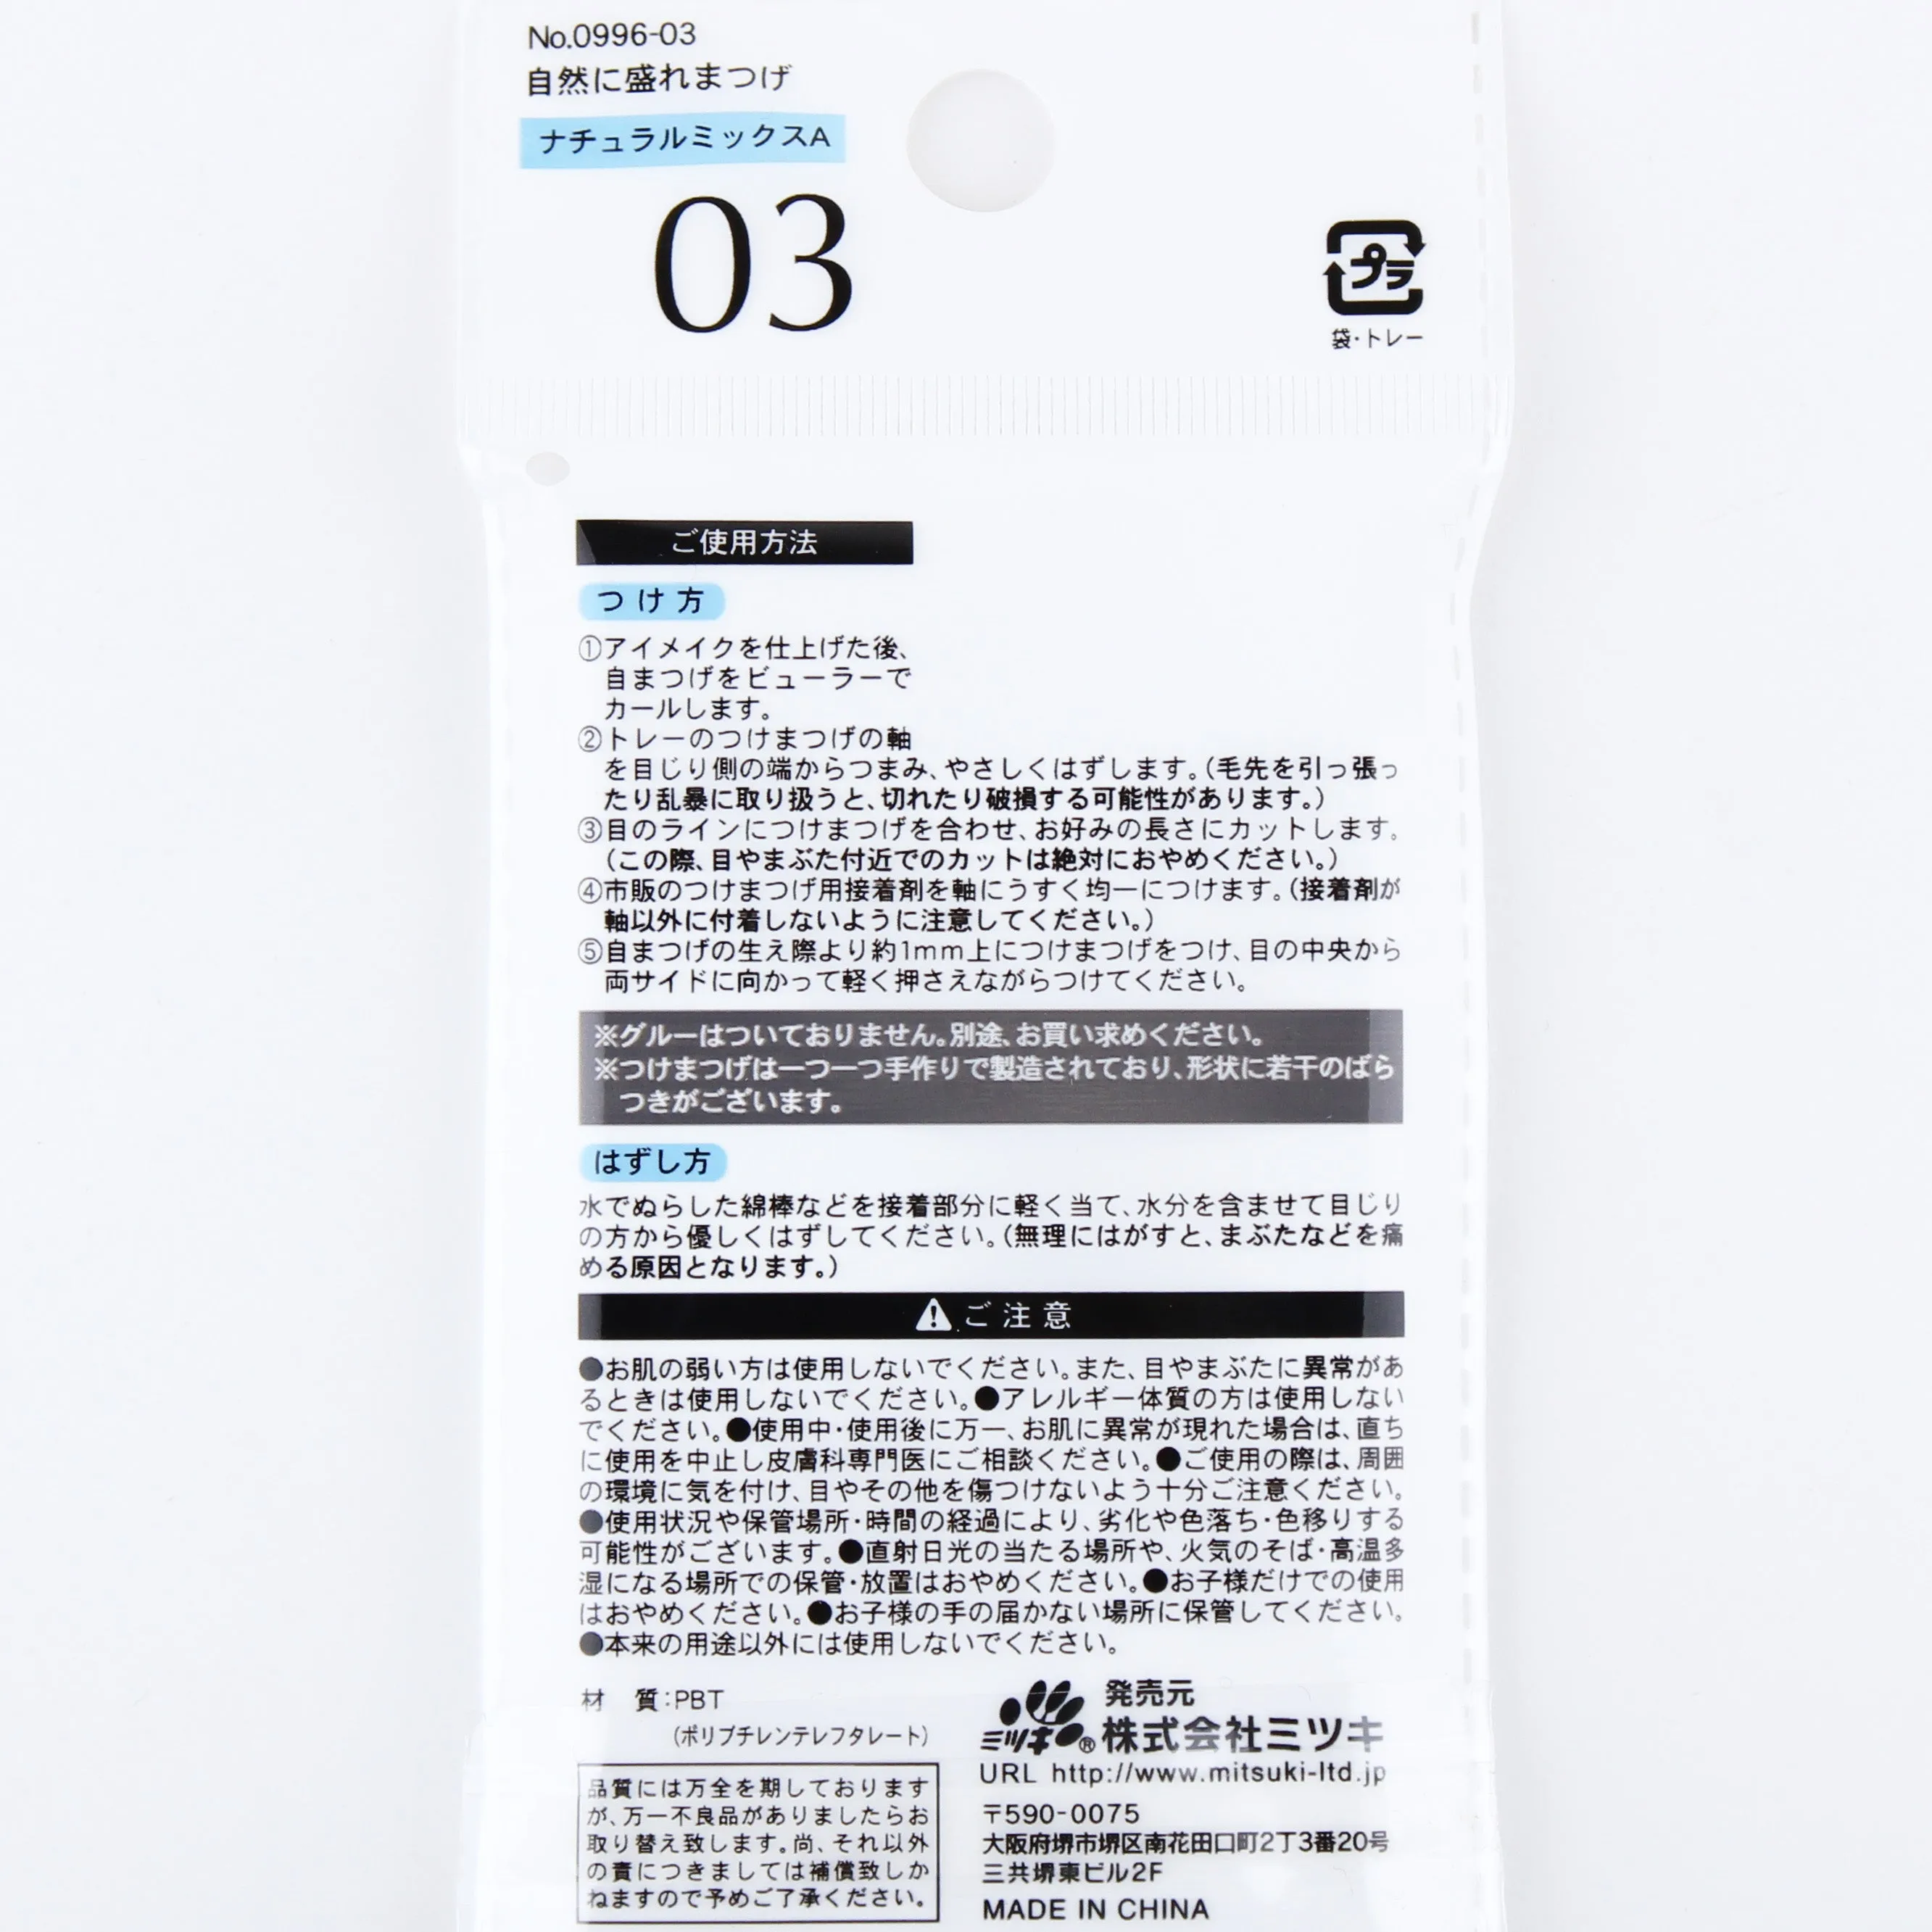 No.0996-03
自然に盛れまつげ
ナチュラルミックスA
03
プラ
袋・トレー
ご使用方法
つけ方
①アイメイクを仕上げた後、
自まつげをビューラーで
カールします。
②トレーのつけまつげの軸
を目じり側の端からつまみ、やさしくはずします。(毛先を引っ張っ
たり乱暴に取り扱うと、切れたり破損する可能性があります。)
③目のラインにつけまつげを合わせ、お好みの長さにカットします。
(この際、目やまぶた付近でのカットは絶対におやめください。)
④市販のつけまつげ用接着剤を軸にうすく均一につけます。(接着剤が
軸以外に付着しないように注意してください。)
⑤自まつげの生え際より約1mm上につけまつげをつけ、目の中央から
両サイドに向かって軽く押さえながらつけてください。
※グルーはついておりません。別途、お買い求めください。
※つけまつげは一つ一つ手作りで製造されており、形状に若干のばら
つきがございます。
はずし方
水でぬらした綿棒などを接着部分に軽く当て、水分を含ませて目じり
の方から優しくはずしてください。(無理にはがすと、まぶたなどを痛
める原因となります。)
ご注意
●お肌の弱い方は使用しないでください。また、目やまぶたに異常があ
るときは使用しないでください。●アレルギー体質の方は使用しない
でください。●使用中・使用後に万一、お肌に異常が現れた場合は、直ち
に使用を中止し皮膚科専門医にご相談ください。●ご使用の際は、周囲
の環境に気を付け、目やその他を傷つけないよう十分ご注意ください。
●使用状況や保管場所・時間の経過により、劣化や色落ち・色移りする
可能性がございます。●直射日光の当たる場所や、火気のそば・高温多
湿になる場所での保管・放置はおやめください。●お子様だけでの使用
はおやめください。●お子様の手の届かない場所に保管してください。
●本来の用途以外には使用しないでください。
材 質:PBT
(ポリブチレンテレフタレート)
品質には万全を期しております
が、万一不良品がありましたらお
取り替え致します。尚、それ以外
の責につきましては補償致しか
ねますので予めご了承ください。
発売元
ミツキ® 株式会社ミツキ
URL http://www.mitsuki-ltd.jp
〒590-0075
大阪府堺市堺区南花田口町2丁3番20号
三共堺東ビル2F
MADE IN CHINA